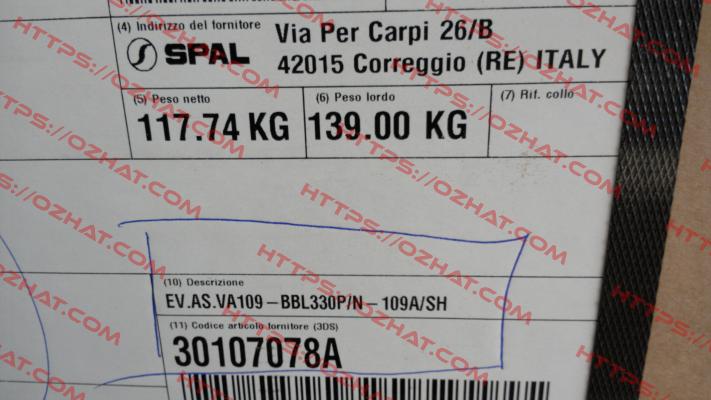 (4) Indirizzo del fornitore
SPAL
Via Per Carpi 26/B
42015 Correggio (RE) ITALY
(5) Peso netto
117.74 KG
(6) Peso lordo
139.00 KG
(7) Rif. collo
(10) Descrizione
EV.AS.VA109-BBL330P/N-109A/SH
(11) Codice articolo fornitore (3DS)
30107078A
HTTPS://OZHAT.COM